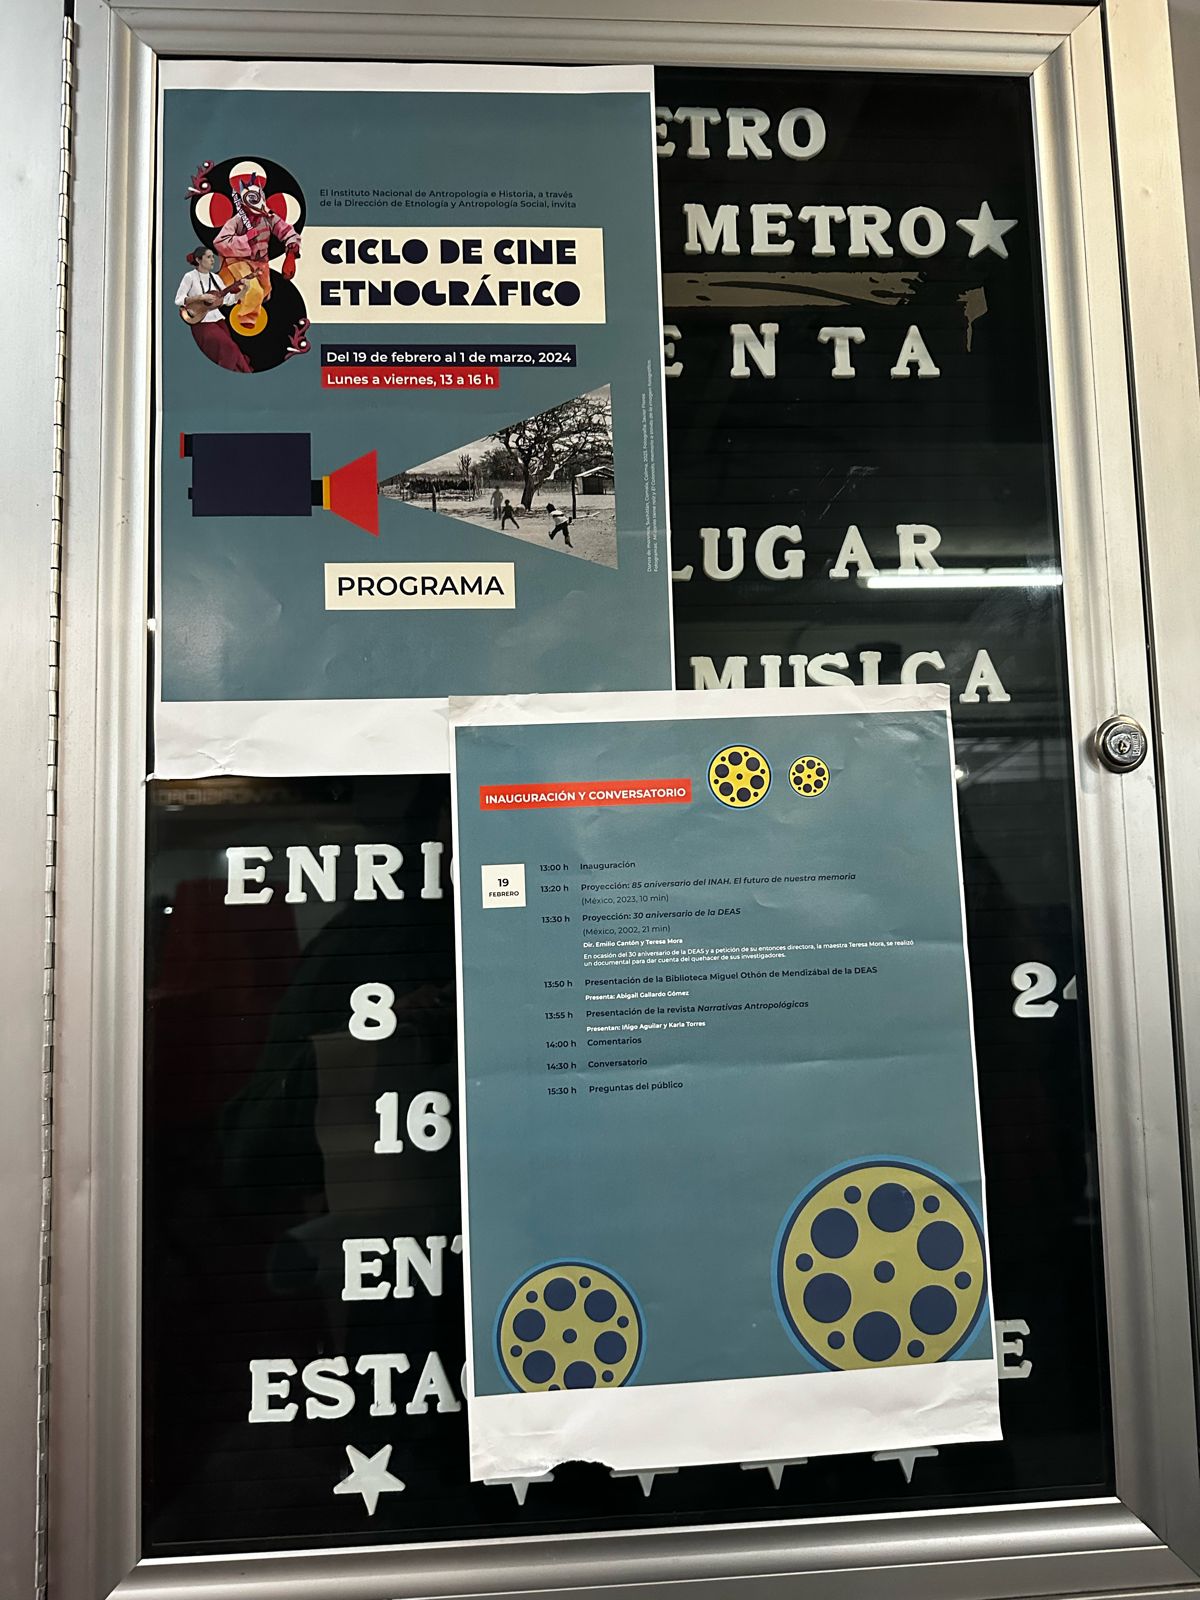 El Instituto Nacional de Antropología e Historia, a través
de la Dirección de Etnología y Antropología Social, invita
CICLO DE CINE
ETNOGRÁFICO
Del 19 de febrero al 1 de marzo, 2024
Lunes a viernes, 13 a 16 h
PROGRAMA
ETRO
METRO
ENTA
LUGAR
MUSICA
INAUGURACIÓN Y CONVERSATORIO
19
FEBRERO
13:00 h Inauguración
13:20 h Proyección: 85 aniversario del INAH. El futuro de nuestra memoria
(México, 2023, 10 min)
13:30 h Proyección: 30 aniversario de la DEAS
(México, 2002, 21 min)
Dir. Emilio Cantón y Teresa Mora
En ocasión del 30 aniversario de la DEAS y a petición de su entonces directora, la maestra Teresa Mora, se realizó
un documental para dar cuenta del quehacer de sus investigadores.
13:50 h Presentación de la Biblioteca Miguel Othón de Mendizábal de la DEAS
Presenta: Abigail Gallardo Gómez
13:55 h Presentación de la revista Narrativas Antropológicas
Presentan: Iñigo Aguilar y Karla Torres
14:00 h Comentarios
14:30 h Conversatorio
15:30 h Preguntas del público
ENRI
8
24
16
ENT
ESTA
E